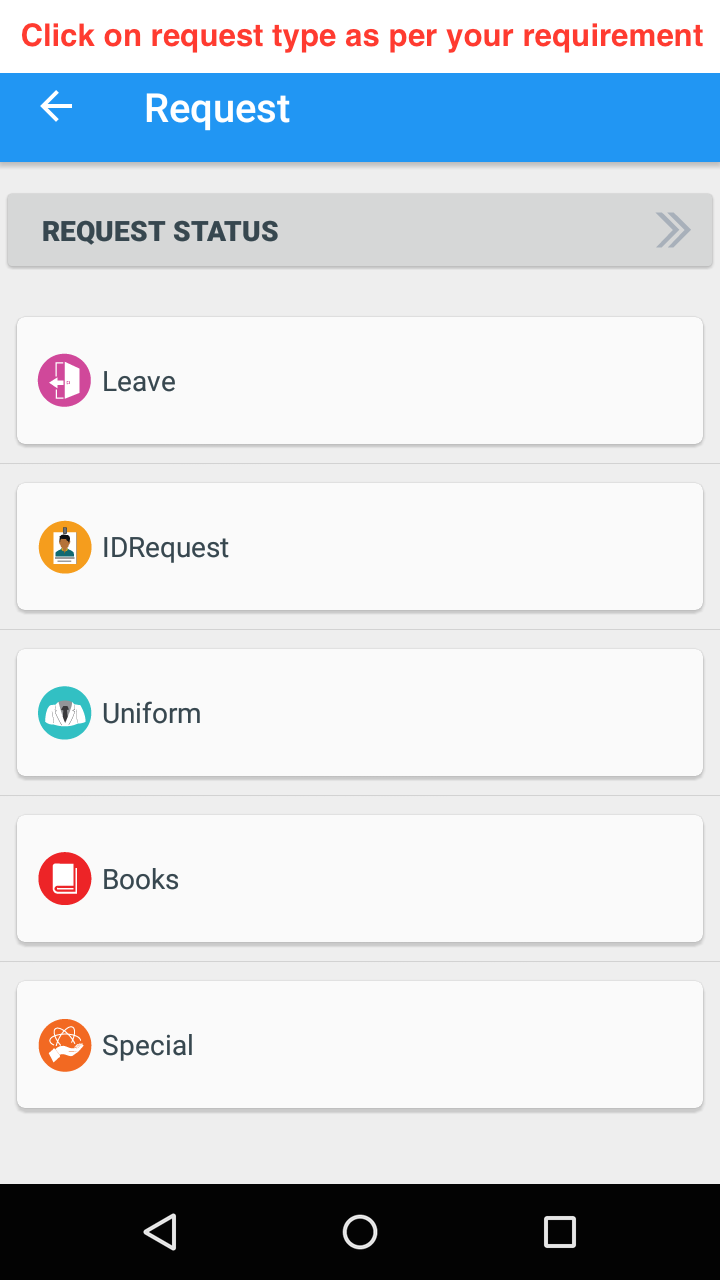 Click on request type as per your requirement
Request
REQUEST STATUS
Leave
IDRequest
Uniform
Books
Special